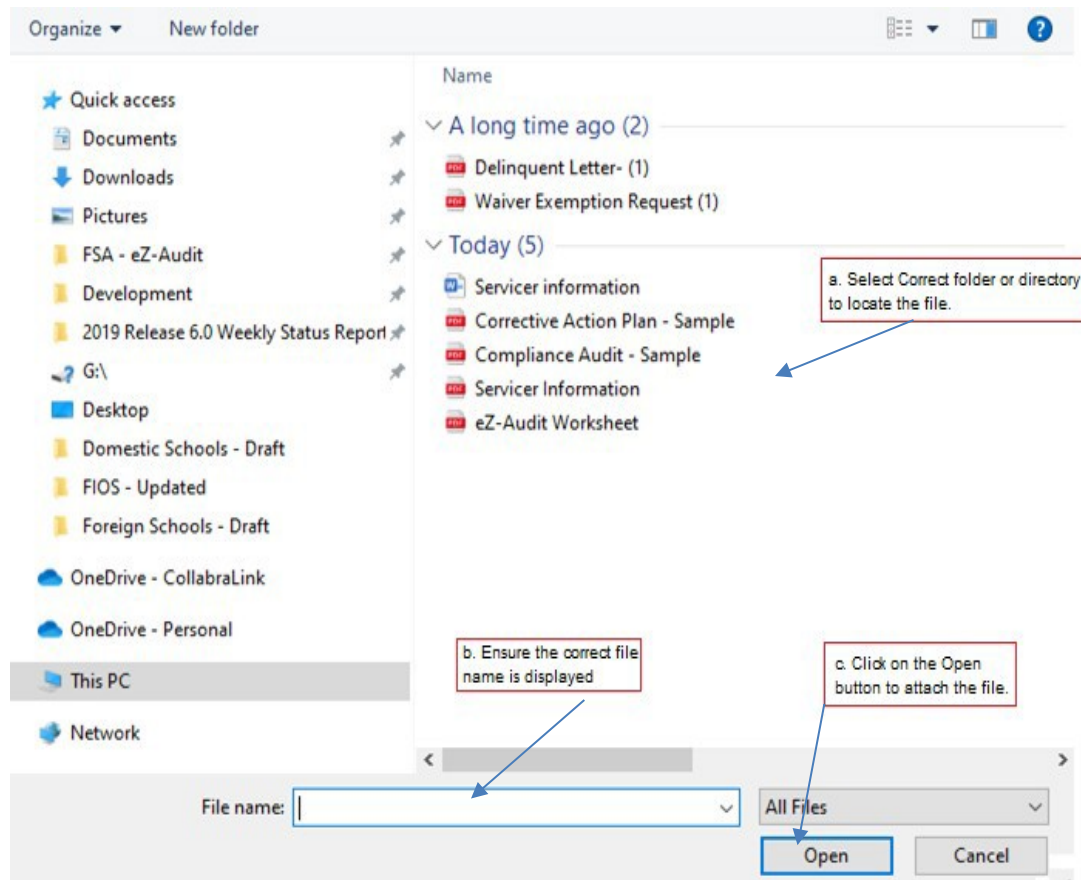 Organize New folder
Name
Quick access
Documents
Downloads
Pictures
FSA - eZ-Audit
Development
2019 Release 6.0 Weekly Status Report
G:\
Desktop
Domestic Schools - Draft
FIOS - Updated
Foreign Schools - Draft
OneDrive - CollabraLink
OneDrive - Personal
This PC
Network
A long time ago (2)
Delinquent Letter- (1)
Waiver Exemption Request (1)
Today (5)
Servicer information
Corrective Action Plan - Sample
Compliance Audit - Sample
Servicer Information
eZ-Audit Worksheet
a. Select Correct folder or directory
to locate the file.
b. Ensure the correct file
name is displayed
c. Click on the Open
button to attach the file.
File name:
All Files
Open
Cancel